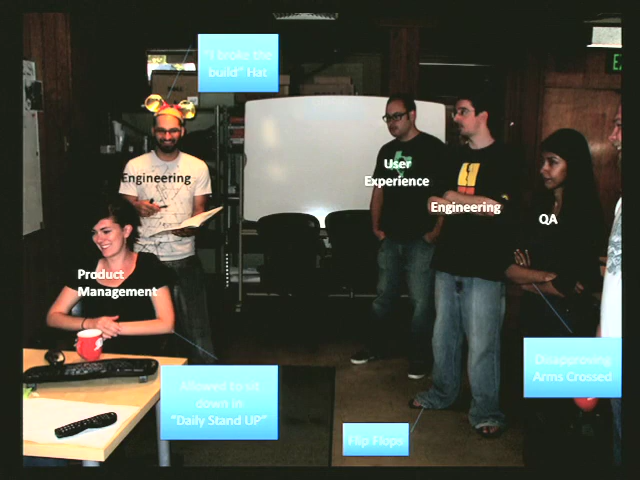 "I broke the
build" Hat
Engineering
User
Experience
Engineering
QA
Product
Management
Disapproving
Arms Crossed
Allowed to sit
down in
"Daily Stand UP"
Flip Flops